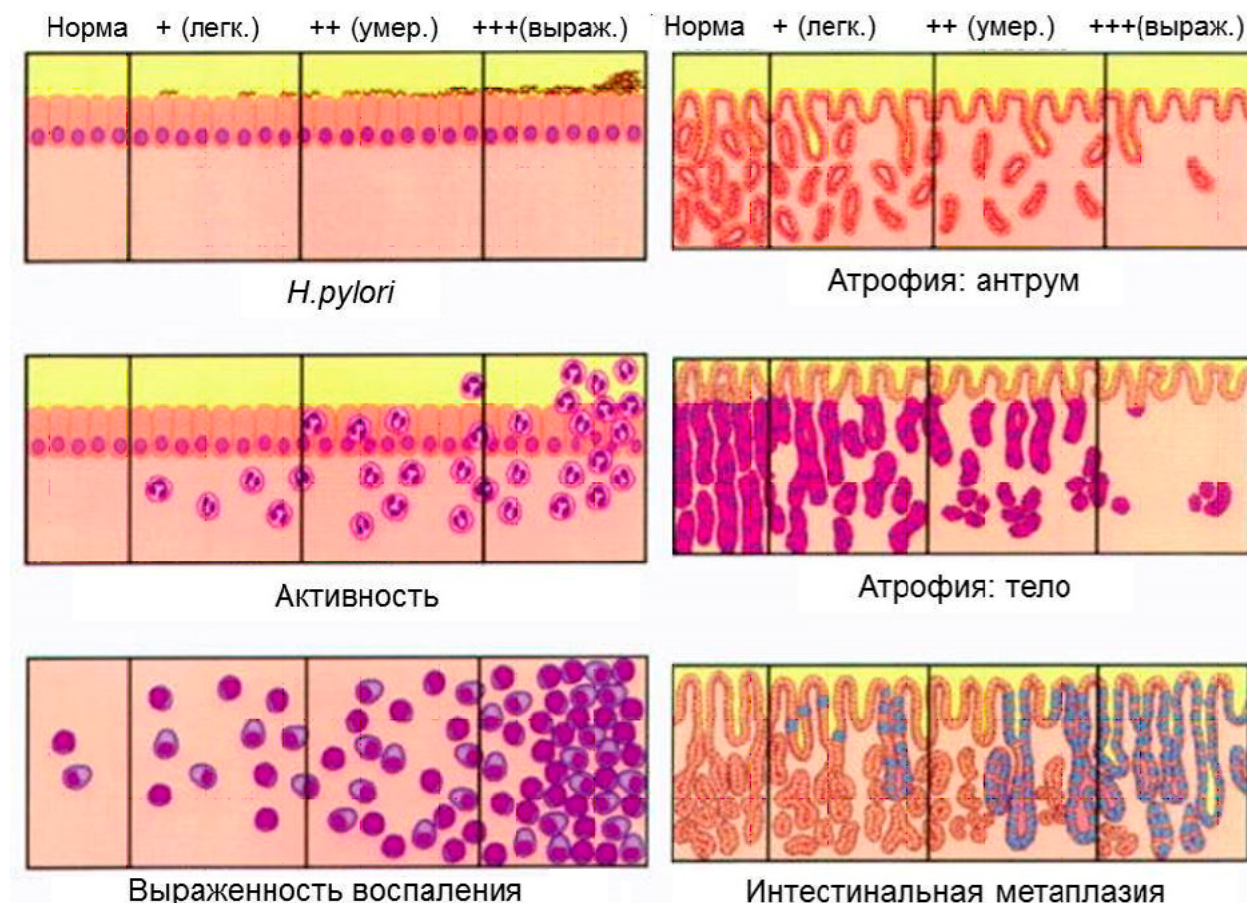 Норма + (легк.) ++ (умер.) +++(выраж.) Норма + (легк.) ++ (умер.) +++(выраж.)
H.pylori
Атрофия: антрум
Активность
Атрофия: тело
Выраженность воспаления
Интестинальная метаплазия